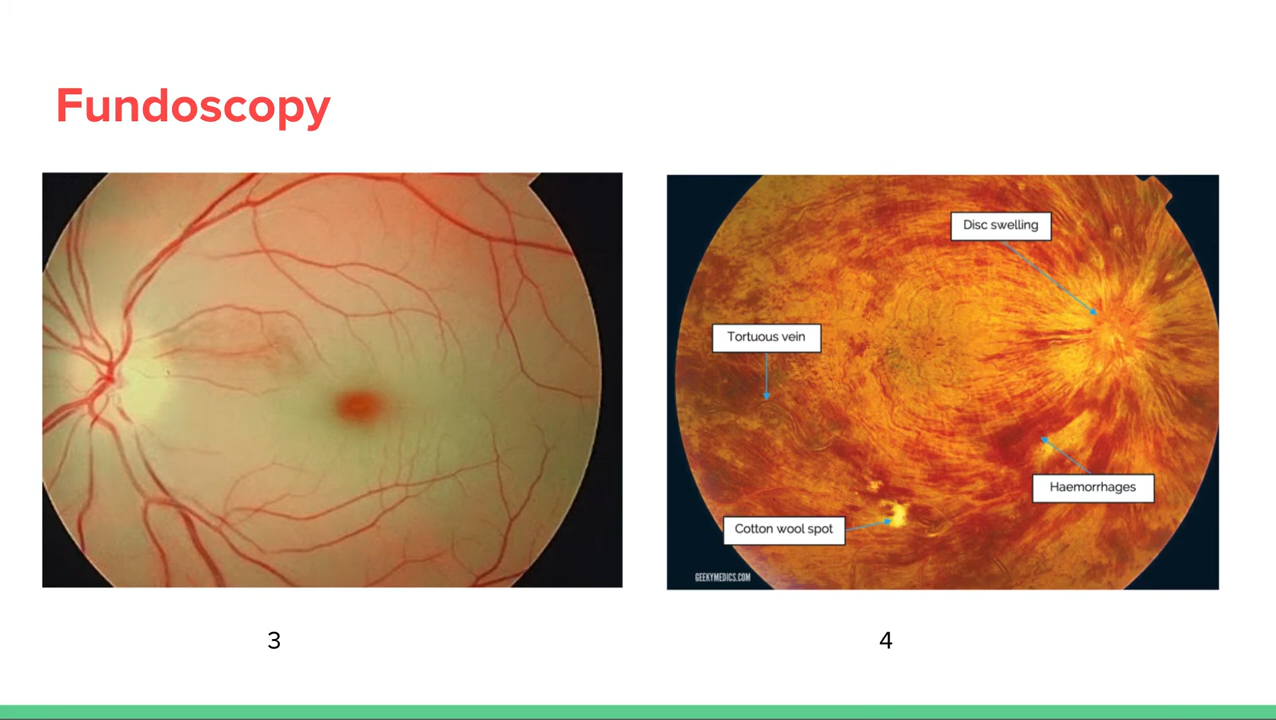 Fundoscopy
Disc swelling
Tortuous vein
Haemorrhages
Cotton wool spot
GEEKYMEDICS.COM
3
4